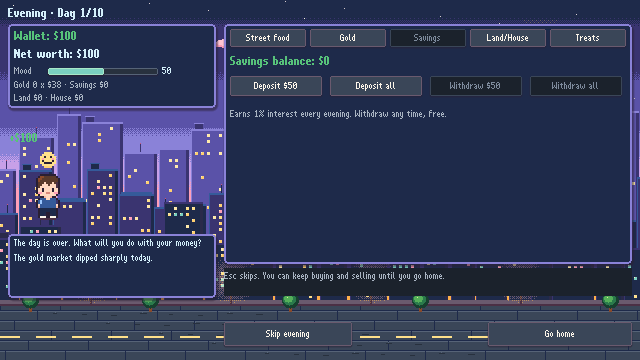 Evening · Day 1/10
Wallet: $100
Net worth: $100
Mood 50
Gold 0 x $38 · Savings $0
Land $0 · House $0
+$100
The day is over. What will you do with your money?
The gold market dipped sharply today.
Street food Gold Savings Land/House Treats
Savings balance: $0
Deposit $50 Deposit all Withdraw $50 Withdraw all
Earns 1% interest every evening. Withdraw any time, free.
Esc skips. You can keep buying and selling until you go home.
Skip evening Go home